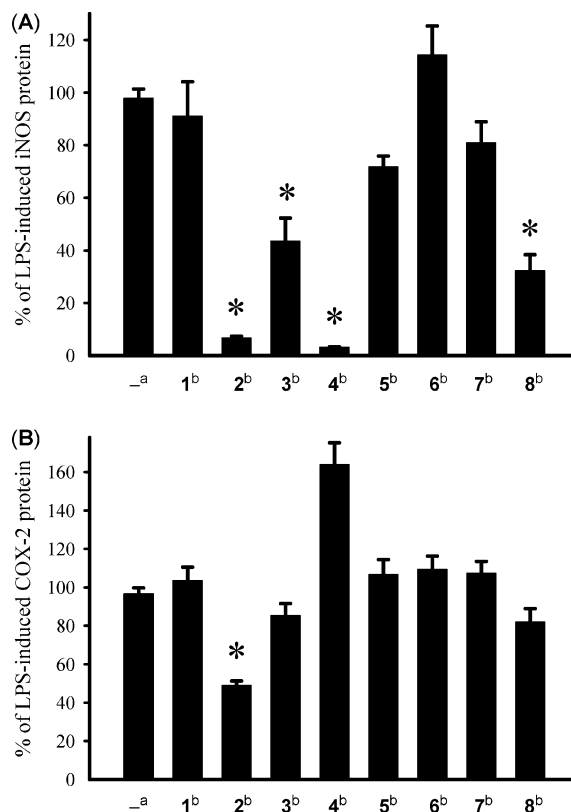 (A)
% of LPS-induced iNOS protein
120
100
80
60
40
20
0
–a 1b 2b 3b 4b 5b 6b 7b 8b
* * * *
(B)
% of LPS-induced COX-2 protein
160
140
120
100
80
60
40
20
0
*
–a 1b 2b 3b 4b 5b 6b 7b 8b